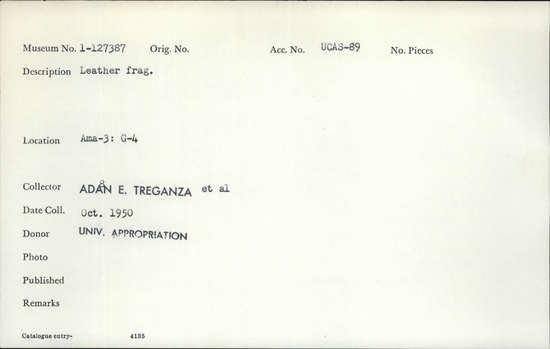 Museum No. 1-127387 Orig. No. Acc. No. UCAS-89 No. Pieces
Description Leather frag.
Location Ama-3: G-4
Collector ADÁN E. TREGANZA et al
Date Coll. Oct. 1950
Donor UNIV. APPROPRIATION
Photo
Published
Remarks
Catalogue entry- 4135